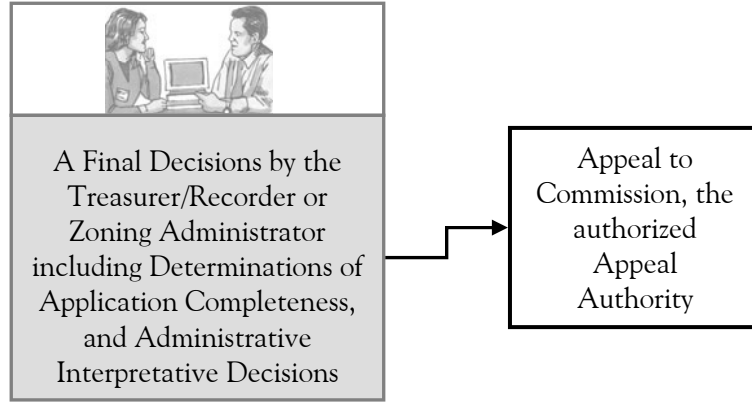 A Final Decisions by the
Treasurer/Recorder or
Zoning Administrator
including Determinations of
Application Completeness,
and Administrative
Interpretative Decisions
Appeal to
Commission, the
authorized
Appeal
Authority